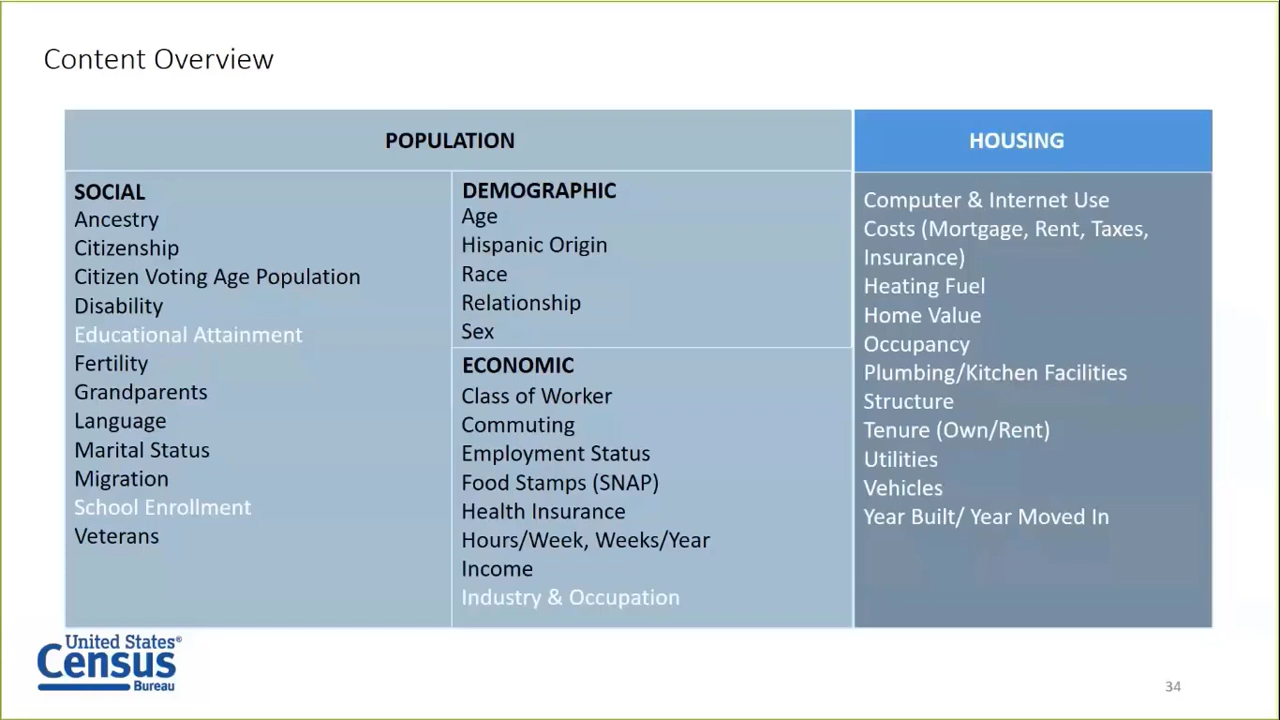 Content Overview
POPULATION
HOUSING
SOCIAL
Ancestry
Citizenship
Citizen Voting Age Population
Disability
Educational Attainment
Fertility
Grandparents
Language
Marital Status
Migration
School Enrollment
Veterans
DEMOGRAPHIC
Age
Hispanic Origin
Race
Relationship
Sex
ECONOMIC
Class of Worker
Commuting
Employment Status
Food Stamps (SNAP)
Health Insurance
Hours/Week, Weeks/Year
Income
Industry & Occupation
Computer & Internet Use
Costs (Mortgage, Rent, Taxes,
Insurance)
Heating Fuel
Home Value
Occupancy
Plumbing/Kitchen Facilities
Structure
Tenure (Own/Rent)
Utilities
Vehicles
Year Built/ Year Moved In
United States®
Census
Bureau
34